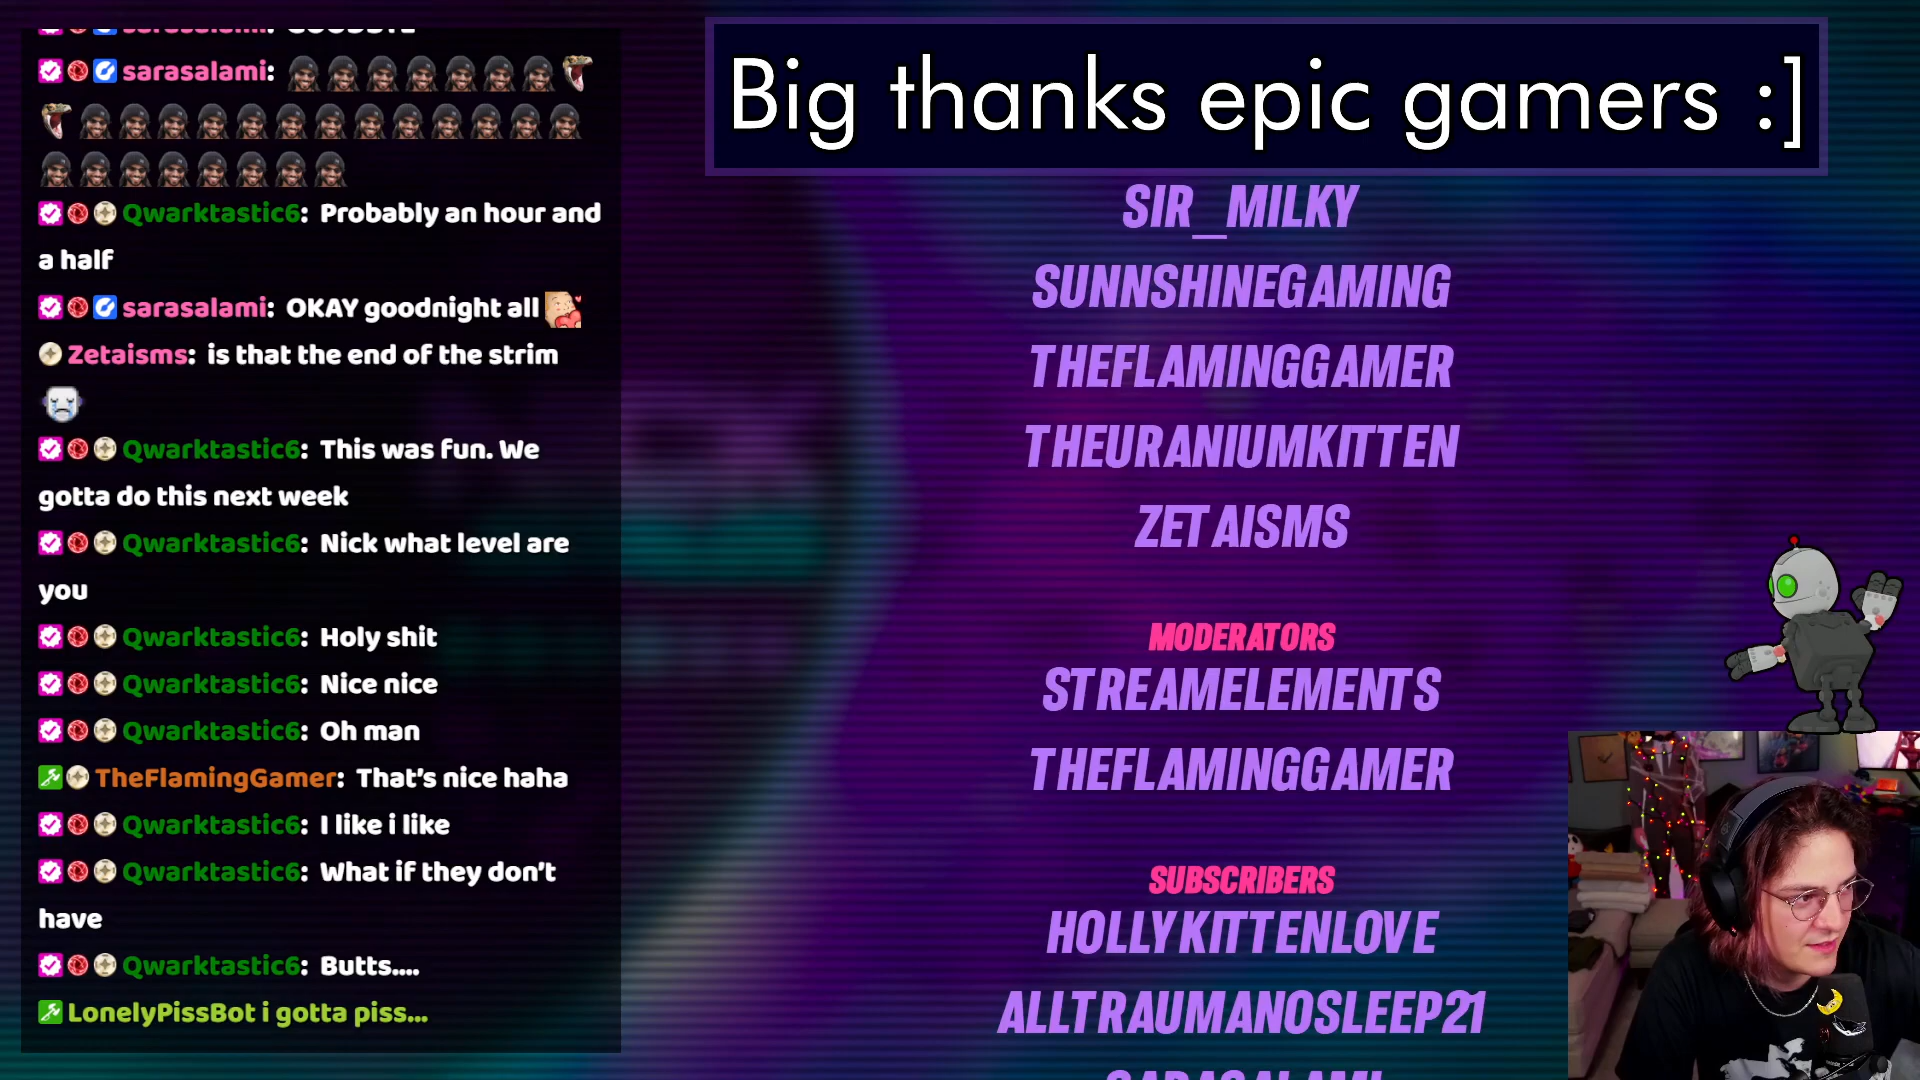 sarasalami:
Qwarktastic6: Probably an hour and
a half
sarasalami: OKAY goodnight all
Zetaisms: is that the end of the strim
Qwarktastic6: This was fun. We
gotta do this next week
Qwarktastic6: Nick what level are
you
Qwarktastic6: Holy shit
Qwarktastic6: Nice nice
Qwarktastic6: Oh man
TheFlamingGamer: That's nice haha
Qwarktastic6: I like i like
Qwarktastic6: What if they don't
have
Qwarktastic6: Butts....
LonelyPissBot i gotta piss...
Big thanks epic gamers :]
SIR_MILKY
SUNNSHINEGAMING
THEFLAMINGGAMER
THEURANIUMKITTEN
ZETAISMS
MODERATORS
STREAMELEMENTS
THEFLAMINGGAMER
SUBSCRIBERS
HOLLYKITTENLOVE
ALLTRAUMANOSLEEP21